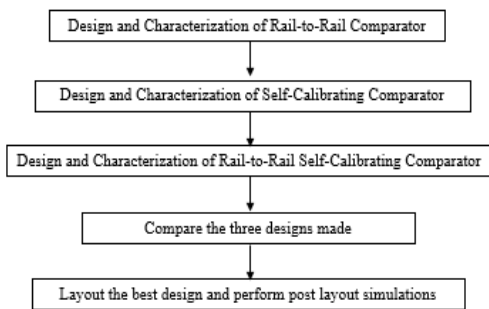 Design and Characterization of Rail-to-Rail Comparator
Design and Characterization of Self-Calibrating Comparator
Design and Characterization of Rail-to-Rail Self-Calibrating Comparator
Compare the three designs made
Layout the best design and perform post layout simulations